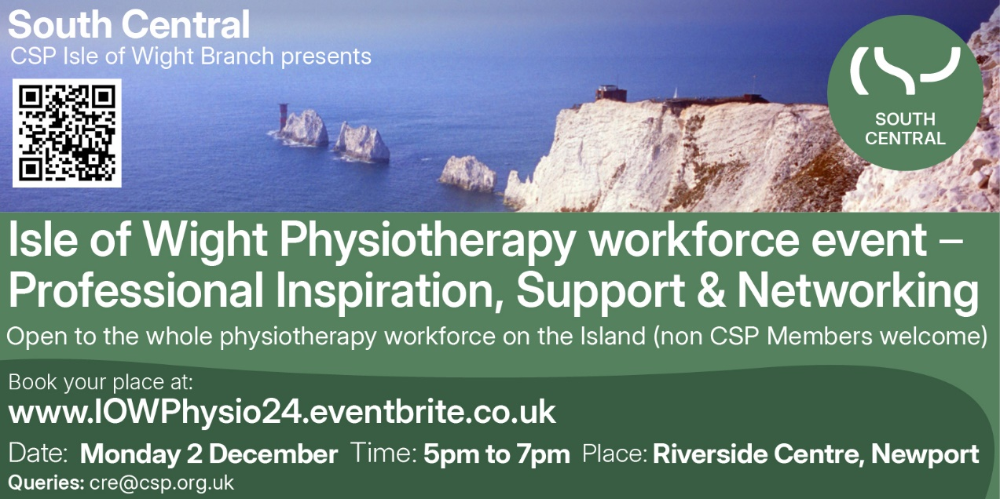 South Central
CSP Isle of Wight Branch presents
CSP
SOUTH
CENTRAL
Isle of Wight Physiotherapy workforce event –
Professional Inspiration, Support & Networking
Open to the whole physiotherapy workforce on the Island (non CSP Members welcome)
Book your place at:
www.IOWPhysio24.eventbrite.co.uk
Date: Monday 2 December Time: 5pm to 7pm Place: Riverside Centre, Newport
Queries: cre@csp.org.uk